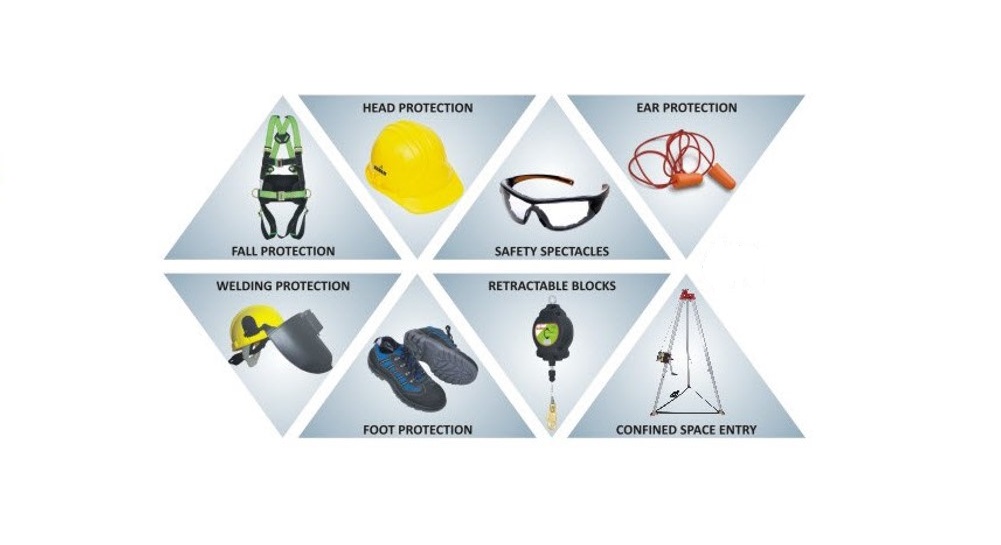 HEAD PROTECTION
EAR PROTECTION
FALL PROTECTION
SAFETY SPECTACLES
WELDING PROTECTION
RETRACTABLE BLOCKS
FOOT PROTECTION
CONFINED SPACE ENTRY